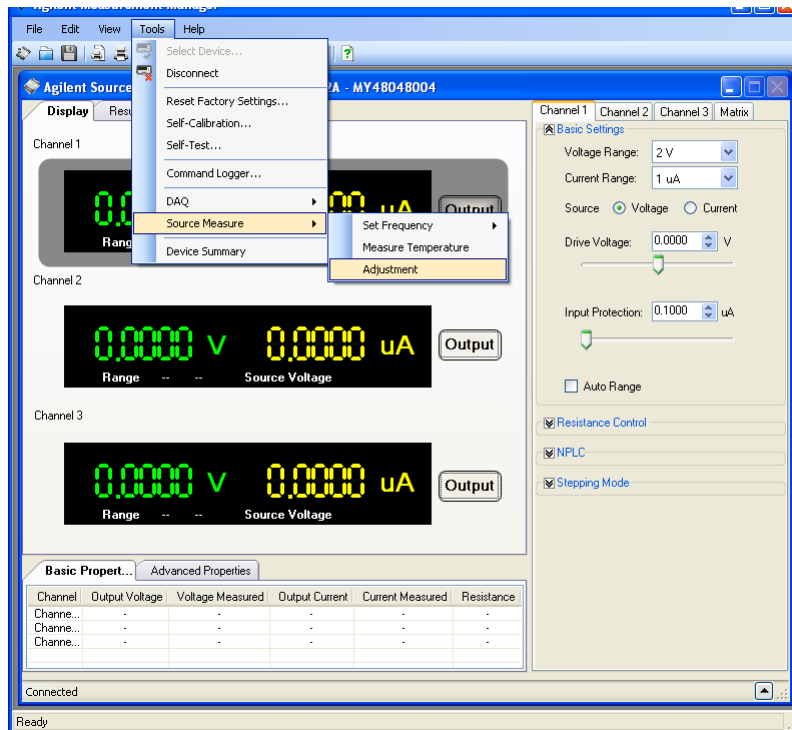 Agilent Measurement Manager
File Edit View Tools Help
Select Device...
Disconnect
Reset Factory Settings...
Self-Calibration...
Self-Test...
Command Logger...
DAQ
Source Measure
Device Summary
Set Frequency
Measure Temperature
Adjustment
Agilent Source
2A - MY48048004
Display
Channel 1
Output
Channel 2
0.0000 V 0.0000 uA Output
Range -- -- Source Voltage
Channel 3
0.0000 V 0.0000 uA Output
Range -- -- Source Voltage
Channel 1 Channel 2 Channel 3 Matrix
Basic Settings
Voltage Range: 2 V
Current Range: 1 uA
Source Voltage Current
Drive Voltage: 0.0000 V
Input Protection: 0.1000 uA
Auto Range
Resistance Control
NPLC
Stepping Mode
Basic Propert... Advanced Properties
Channel Output Voltage Voltage Measured Output Current Current Measured Resistance
Channe... - - - - -
Channe... - - - - -
Channe... - - - - -
Connected
Ready